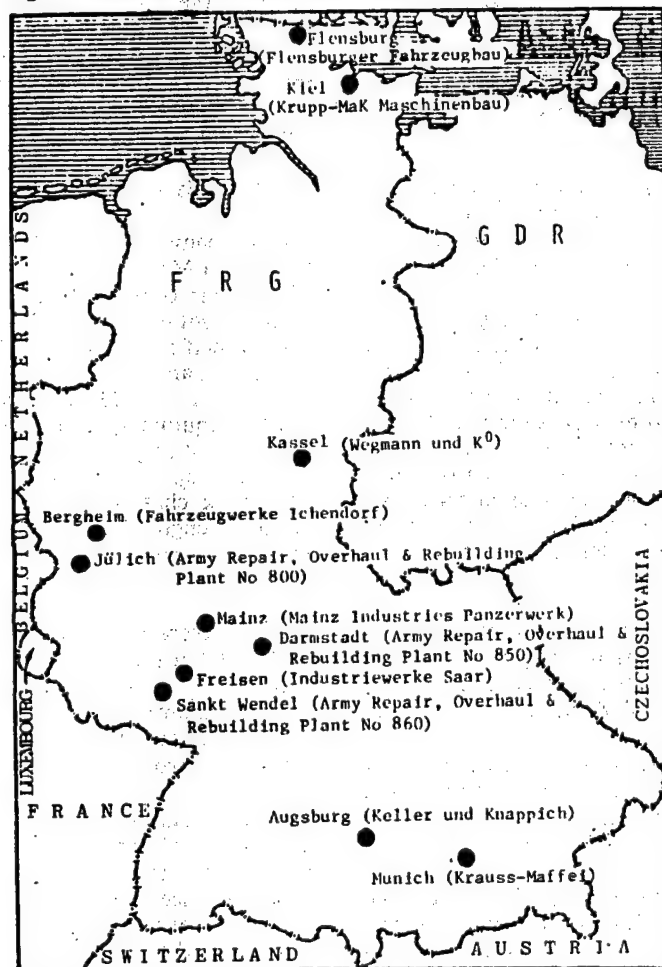 Flensburg
(Flensburger Fahrzeugbau)
Kiel
(Krupp-MaK Maschinenbau)
NETHERLANDS
G D R
F R G
Kassel (Wegmann und K⁰)
Bergheim (Fahrzeugwerke Ichendorf)
BELGIUM
Jülich (Army Repair, Overhaul & Rebuilding
Plant No 800)
Mainz (Mainz Industries Panzerwerk)
Darmstadt (Army Repair, Overhaul &
Rebuilding Plant No 850)
CZECHOSLOVAKIA
Freisen (Industriewerke Saar)
Sankt Wendel (Army Repair, Overhaul &
Rebuilding Plant No 860)
LUXEMBOURG
FRANCE
Augsburg (Keller und Knappich)
Munich (Krauss-Maffei)
SWITZERLAND
AUSTRIA